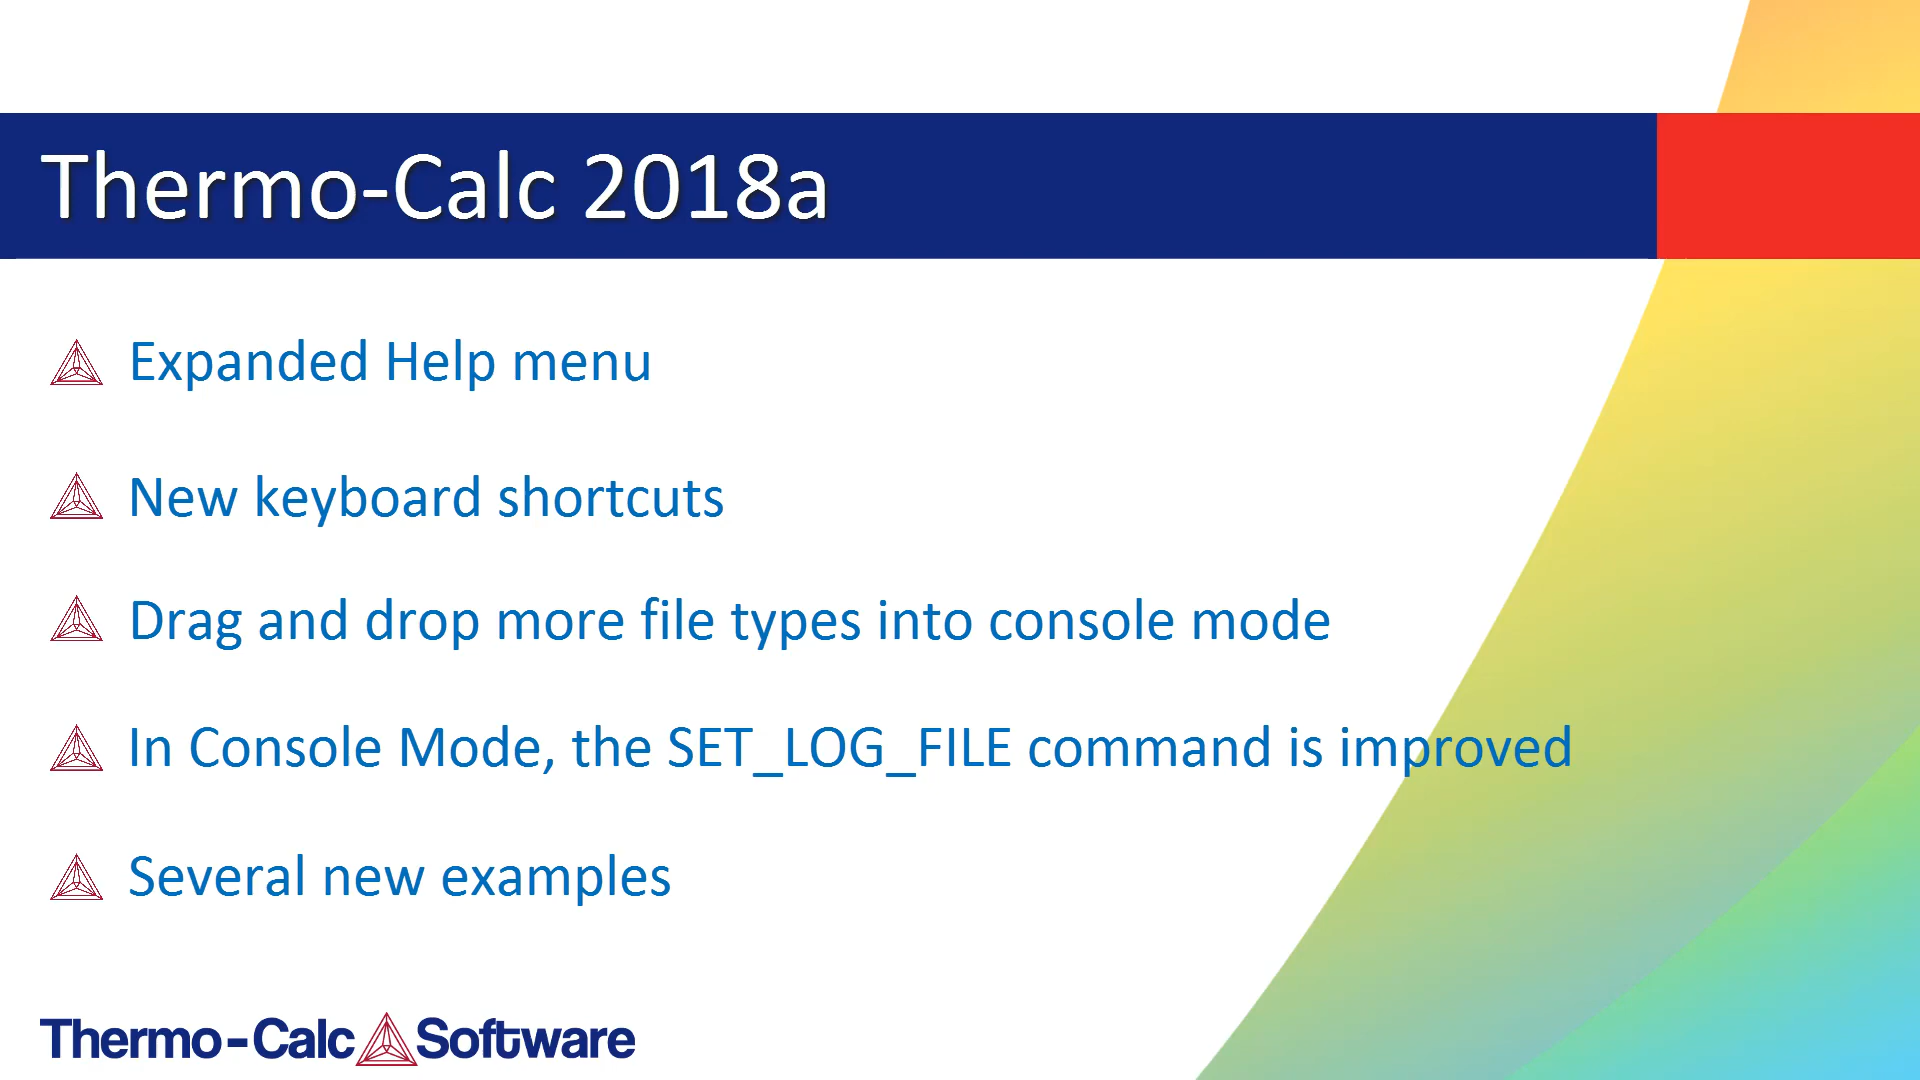 Thermo-Calc 2018a
Expanded Help menu
New keyboard shortcuts
Drag and drop more file types into console mode
In Console Mode, the SET_LOG_FILE command is improved
Several new examples
Thermo-Calc Software